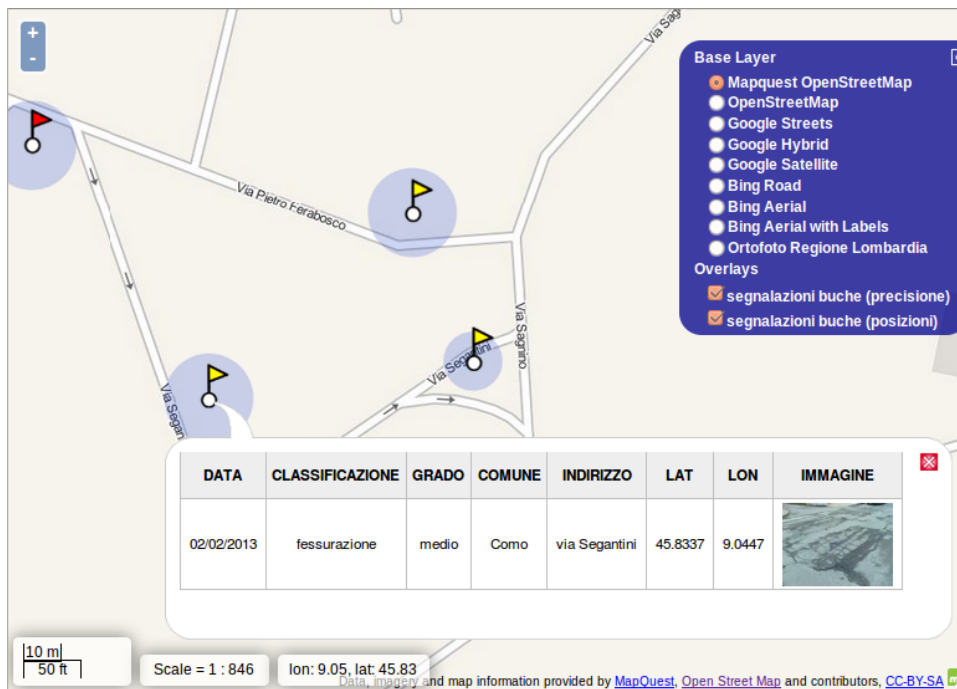 +
-
Via Sagnino
Base Layer
Mapquest OpenStreetMap
OpenStreetMap
Google Streets
Google Hybrid
Google Satellite
Bing Road
Bing Aerial
Bing Aerial with Labels
Ortofoto Regione Lombardia
Overlays
segnalazioni buche (precisione)
segnalazioni buche (posizioni)
Via Pietro Ferabosco
Via Sagnino
Via Segantini
Via Segan
DATA CLASSIFICAZIONE GRADO COMUNE INDIRIZZO LAT LON IMMAGINE
02/02/2013 fessurazione medio Como via Segantini 45.8337 9.0447
10 m
50 ft
Scale = 1 : 846
lon: 9.05, lat: 45.83
Data, imagery and map information provided by MapQuest, Open Street Map and contributors, CC-BY-SA